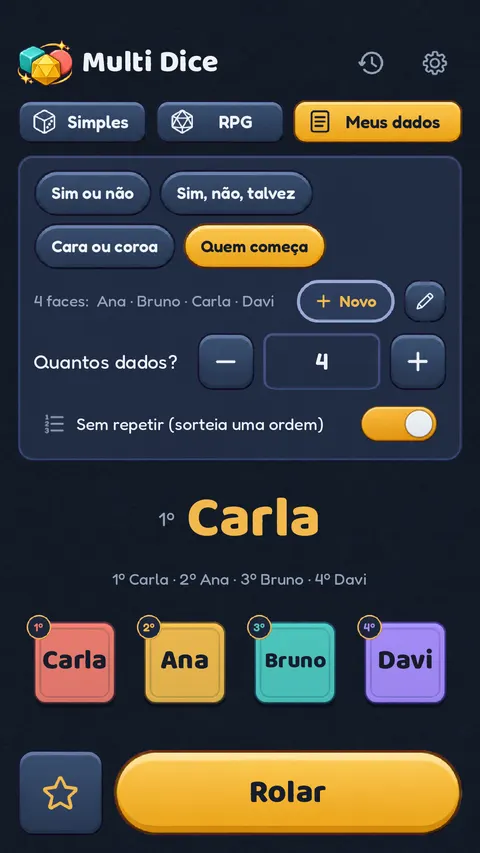 Multi Dice
Simples
RPG
Meus dados
Sim ou não
Sim, não, talvez
Cara ou coroa
Quem começa
4 faces: Ana · Bruno · Carla · Davi
+ Novo
Quantos dados?
−
4
+
Sem repetir (sorteia uma ordem)
1º Carla
1º Carla · 2º Ana · 3º Bruno · 4º Davi
1º
Carla
2º
Ana
3º
Bruno
4º
Davi
Rolar